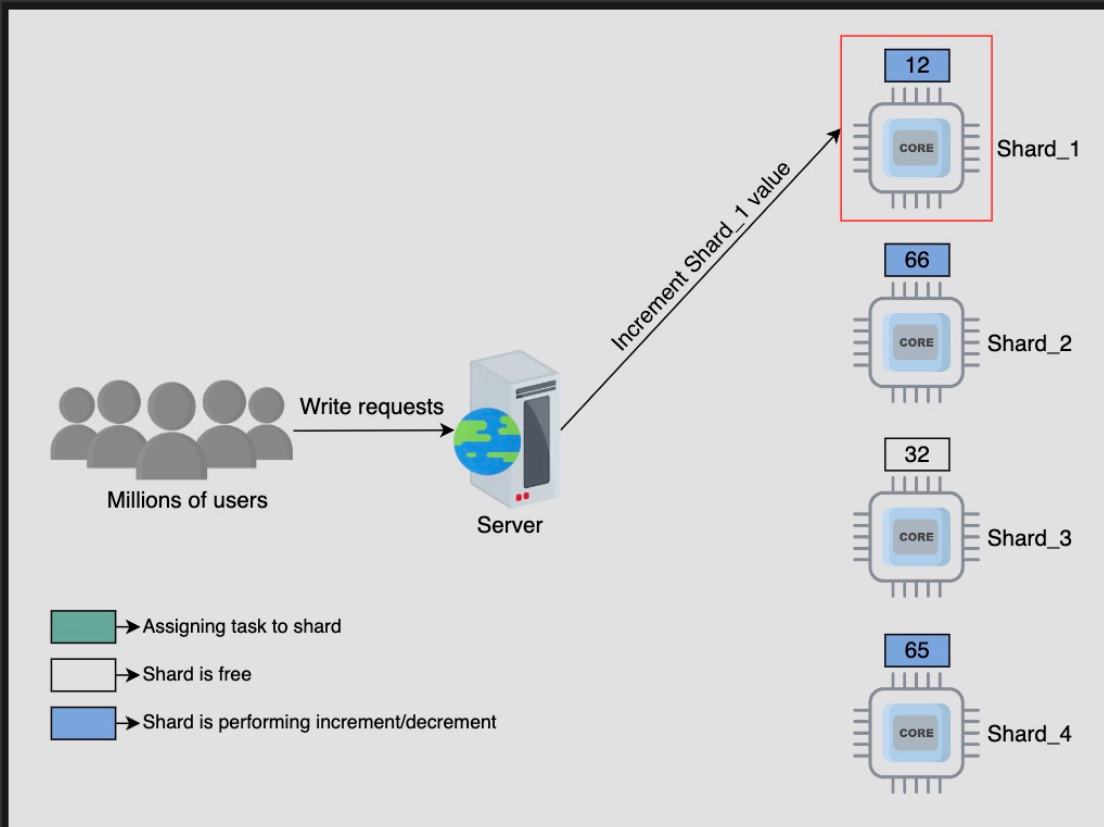 12
CORE
Shard_1
Increment Shard_1 value
66
CORE
Shard_2
Write requests
Millions of users
Server
32
CORE
Shard_3
Assigning task to shard
Shard is free
Shard is performing increment/decrement
65
CORE
Shard_4